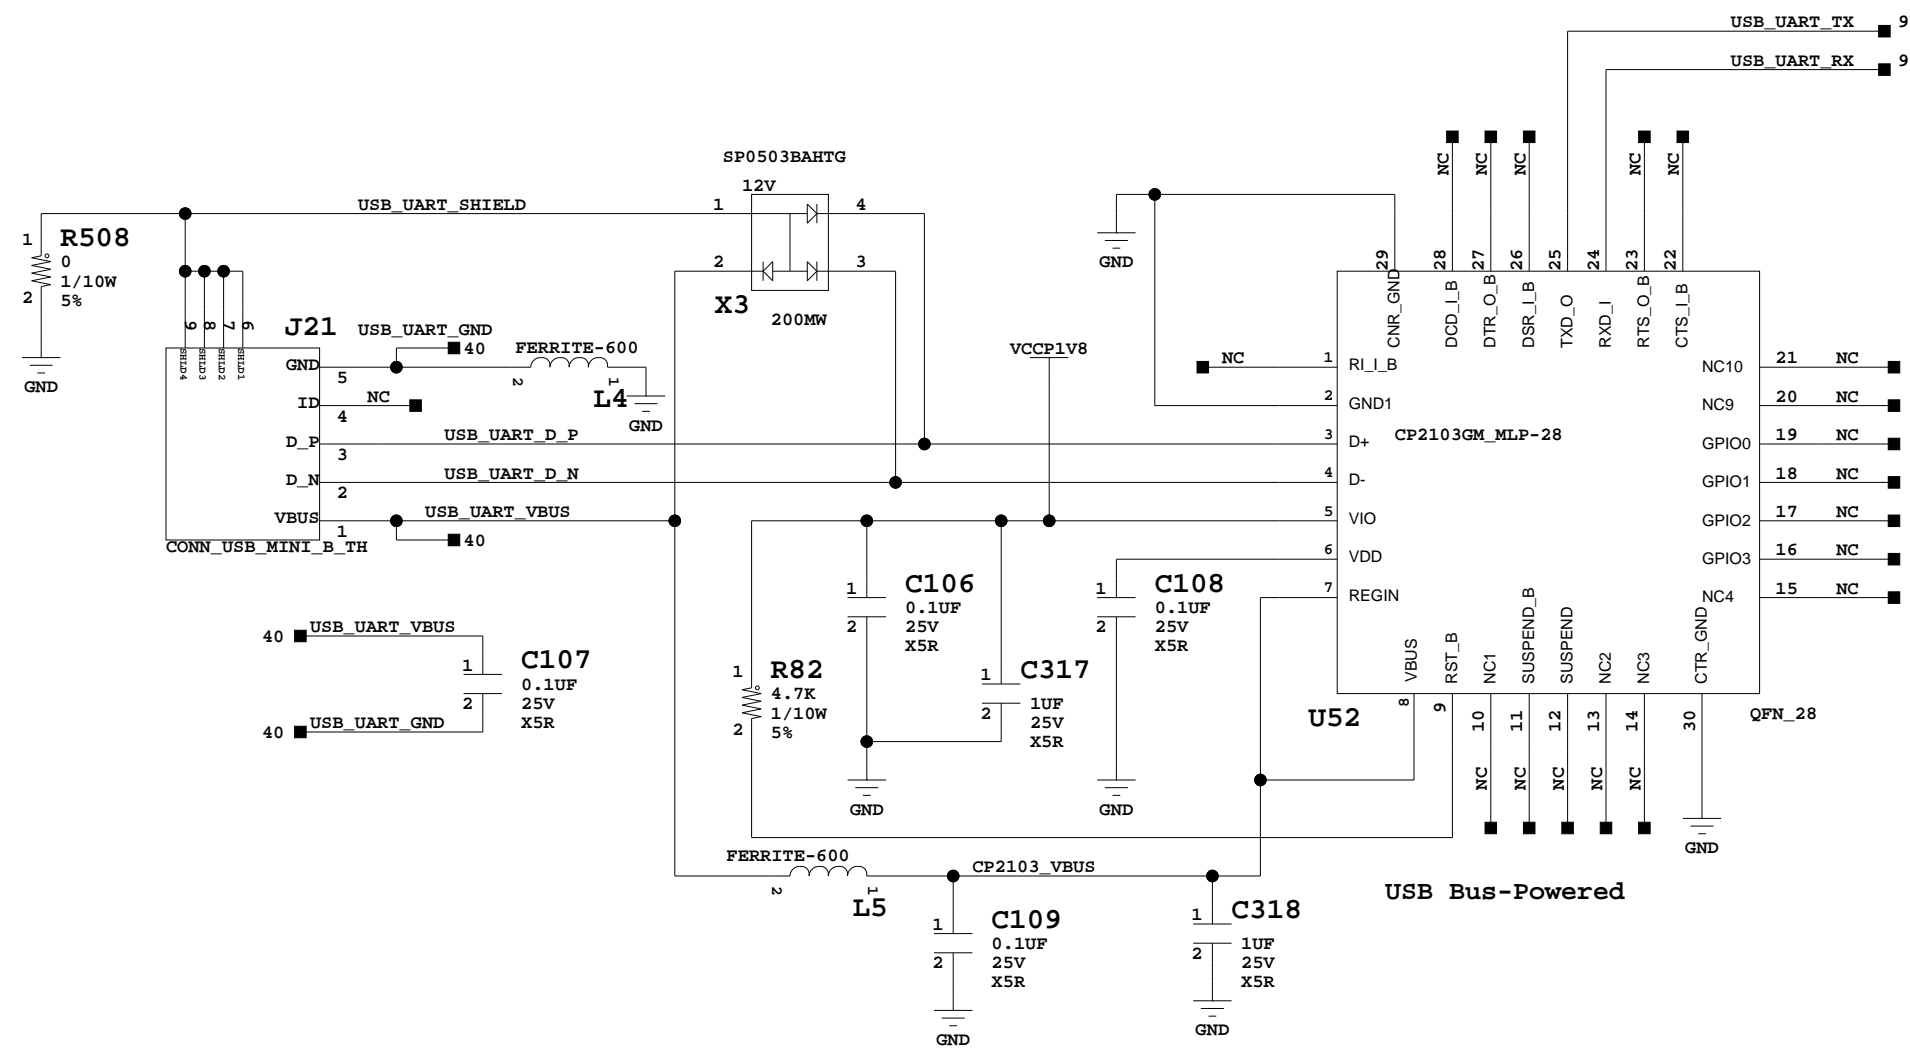 USB_UART_TX 9
USB_UART_RX 9
SP0503BAHTG
12V
USB_UART_SHIELD 1 4
2 3
X3
200MW
1
R508
0
1/10W
5%
2
GND
9 8 7 6
SHLD4 SHLD3 SHLD2 SHLD1
J21
USB_UART_GND
40
GND 5
FERRITE-600
2 1
L4
GND
ID 4 NC
D_P 3 USB_UART_D_P
D_N 2 USB_UART_D_N
VBUS 1 USB_UART_VBUS
40
CONN_USB_MINI_B_TH
40 USB_UART_VBUS
1
C107
0.1UF
25V
X5R
2
40 USB_UART_GND
VCCP1V8
1
C106
0.1UF
25V
X5R
2
1
R82
4.7K
1/10W
5%
2
1
C317
1UF
25V
X5R
2
GND
1
C108
0.1UF
25V
X5R
2
GND
FERRITE-600
2 1
L5
CP2103_VBUS
1
C109
0.1UF
25V
X5R
2
GND
1
C318
1UF
25V
X5R
2
GND
GND
NC NC NC NC NC
29 28 27 26 25 24 23 22
CNR_GND DCD_I_B DTR_O_B DSR_I_B TXD_O RXD_I RTS_O_B CTS_I_B
NC 1 RI_I_B
2 GND1
3 D+
4 D-
5 VIO
6 VDD
7 REGIN
CP2103GM_MLP-28
NC10 21 NC
NC9 20 NC
GPIO0 19 NC
GPIO1 18 NC
GPIO2 17 NC
GPIO3 16 NC
NC4 15 NC
VBUS RST_B NC1 SUSPEND_B SUSPEND NC2 NC3 CTR_GND
8 9 10 11 12 13 14 30
U52
QFN_28
NC NC NC NC NC
GND
USB Bus-Powered